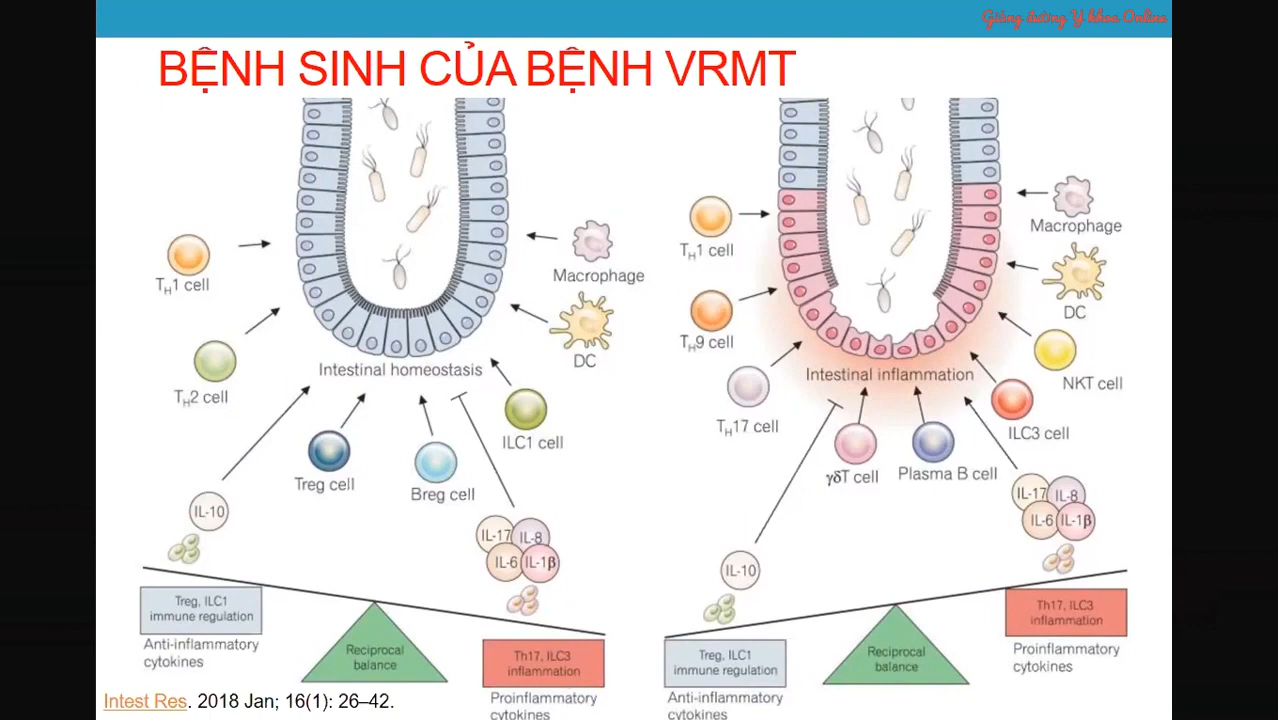 Giảng đường Y khoa Online
BỆNH SINH CỦA BỆNH VRMT
TH1 cell
TH2 cell
Macrophage
DC
Intestinal homeostasis
ILC1 cell
Treg cell
Breg cell
IL-10
IL-17
IL-8
IL-6
IL-1β
Treg, ILC1
immune regulation
Anti-inflammatory
cytokines
Reciprocal
balance
Th17, ILC3
inflammation
Proinflammatory
cytokines
Intest Res. 2018 Jan; 16(1): 26–42.
TH1 cell
TH9 cell
TH17 cell
Macrophage
DC
NKT cell
Intestinal inflammation
ILC3 cell
γδT cell
Plasma B cell
IL-10
IL-17
IL-8
IL-6
IL-1β
Treg, ILC1
immune regulation
Anti-inflammatory
cytokines
Reciprocal
balance
Th17, ILC3
inflammation
Proinflammatory
cytokines